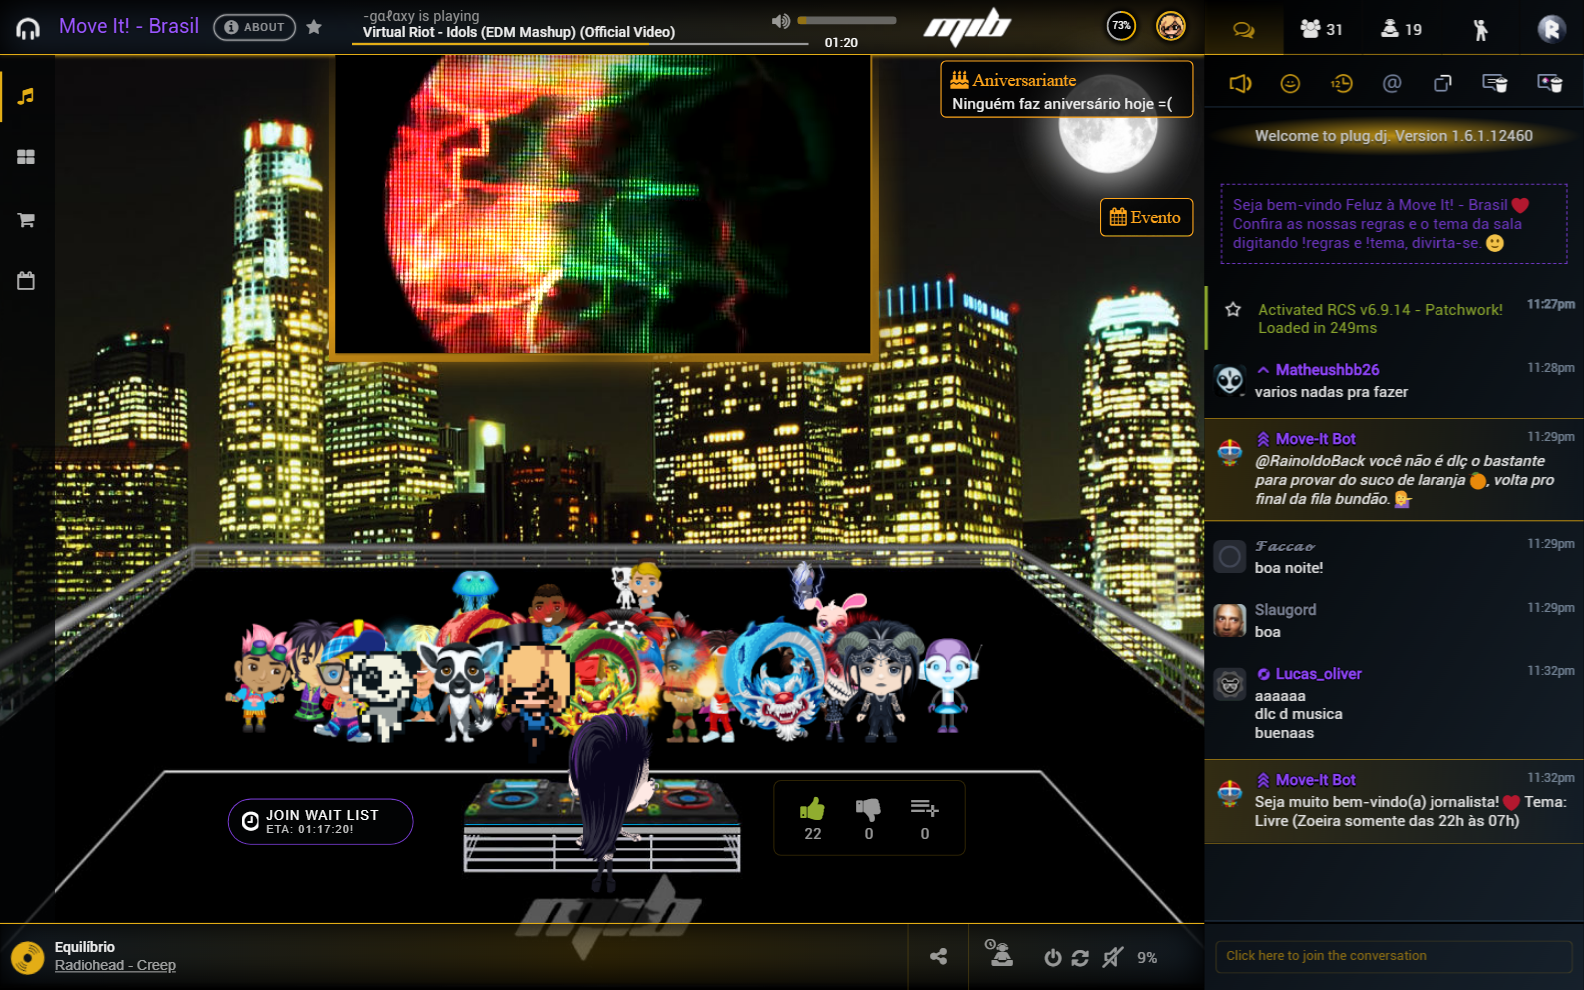 Move It! - Brasil
ABOUT
-gαℓαxy is playing
Virtual Riot - Idols (EDM Mashup) (Official Video)
01:20
mib
73%
31
19
Aniversariante
Ninguém faz aniversário hoje =(
Evento
UNION BANK
Welcome to plug.dj. Version 1.6.1.12460
Seja bem-vindo Feluz à Move It! - Brasil ❤
Confira as nossas regras e o tema da sala
digitando !regras e !tema, divirta-se. 🙂
Activated RCS v6.9.14 - Patchwork!
Loaded in 249ms
11:27pm
Matheushbb26
11:28pm
varios nadas pra fazer
Move-It Bot
11:29pm
@RainoldoBack você não é dlç o bastante
para provar do suco de laranja 🍊, volta pro
final da fila bundão. 💁
𝓕𝓪𝓬𝓬𝓪𝓸
11:29pm
boa noite!
Slaugord
11:29pm
boa
Lucas_oliver
11:32pm
aaaaaa
dlc d musica
buenaas
Move-It Bot
11:32pm
Seja muito bem-vindo(a) jornalista! ❤ Tema:
Livre (Zoeira somente das 22h às 07h)
JOIN WAIT LIST
ETA: 01:17:20!
22
0
0
mib
Equilíbrio
Radiohead - Creep
9%
Click here to join the conversation